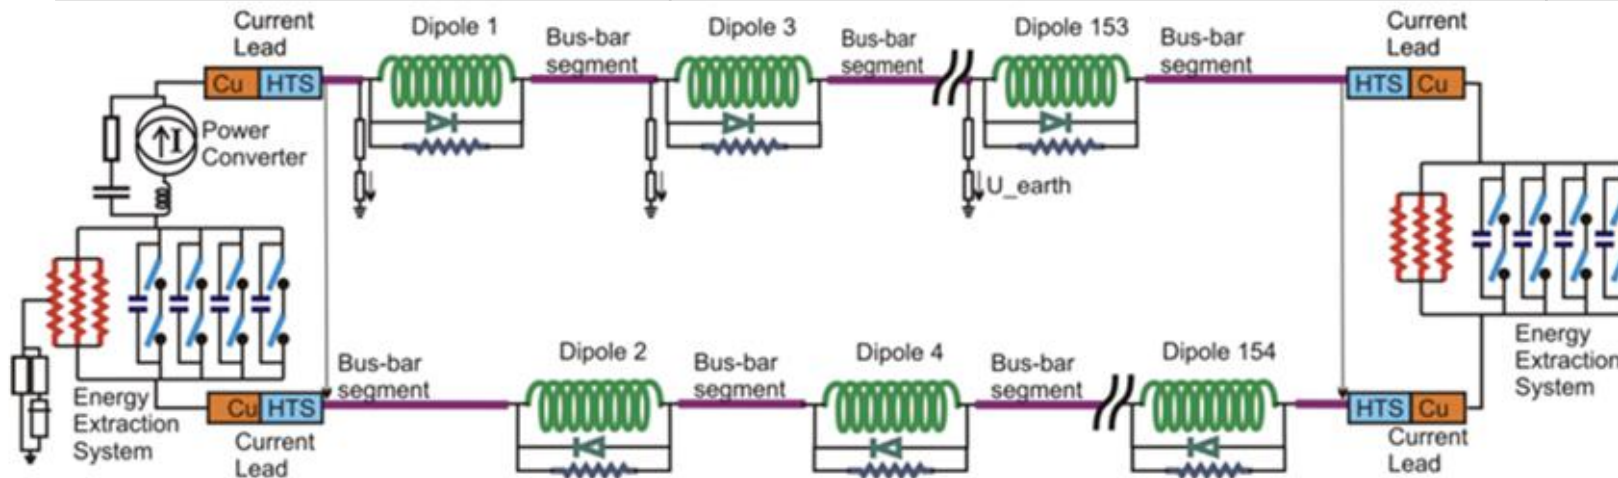 Current
Lead
Dipole 1
Bus-bar
segment
Dipole 3
Bus-bar
segment
Dipole 153
Bus-bar
segment
Current
Lead
Cu HTS
HTS Cu
I
Power
Converter
U_earth
Energy
Extraction
System
Bus-bar
segment
Dipole 2
Bus-bar
segment
Dipole 4
Bus-bar
segment
Dipole 154
Energy
Extraction
System
Cu HTS
HTS Cu
Current
Lead
Current
Lead